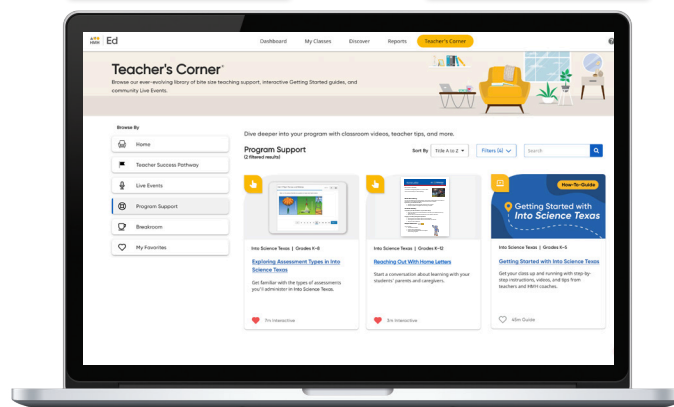 HMH Ed
Dashboard My Classes Discover Reports Teacher's Corner
Teacher's Corner
Browse our ever-evolving library of bite size teaching support, interactive Getting Started guides, and
community Live Events.
Browse By
Home
Teacher Success Pathway
Live Events
Program Support
Breakroom
My Favorites
Dive deeper into your program with classroom videos, teacher tips, and more.
Program Support
(2 filtered results)
Sort By Title A to Z
Filters (4)
Search
Into Science Texas | Grades K-8
Exploring Assessment Types in Into
Science Texas
Get familiar with the types of assessments
you'll administer in Into Science Texas.
7m Interactive
Into Science Texas | Grades K-12
Reaching Out With Home Letters
Start a conversation about learning with your
students' parents and caregivers.
5m Interactive
How-To-Guide
Getting Started with
Into Science Texas
Into Science Texas | Grades K-5
Getting Started with Into Science Texas
Get your class up and running with step-by-
step instructions, videos, and tips from
teachers and HMH coaches.
45m Guide